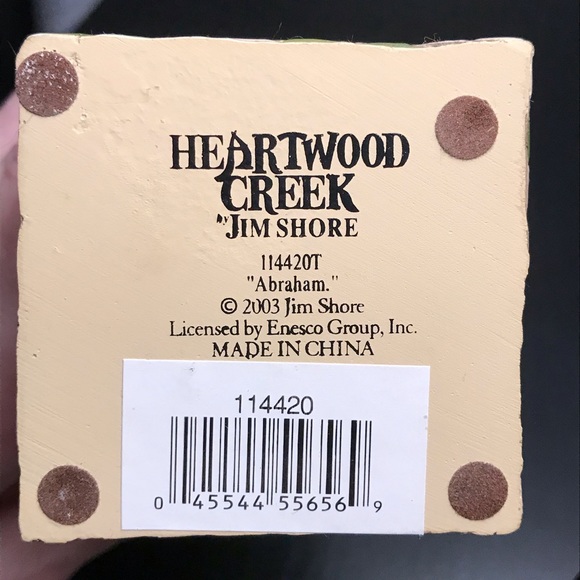 HEARTWOOD
CREEK
by JIM SHORE
114420T
"Abraham."
© 2003 Jim Shore
Licensed by Enesco Group, Inc.
MADE IN CHINA
114420
0 45544 55656 9